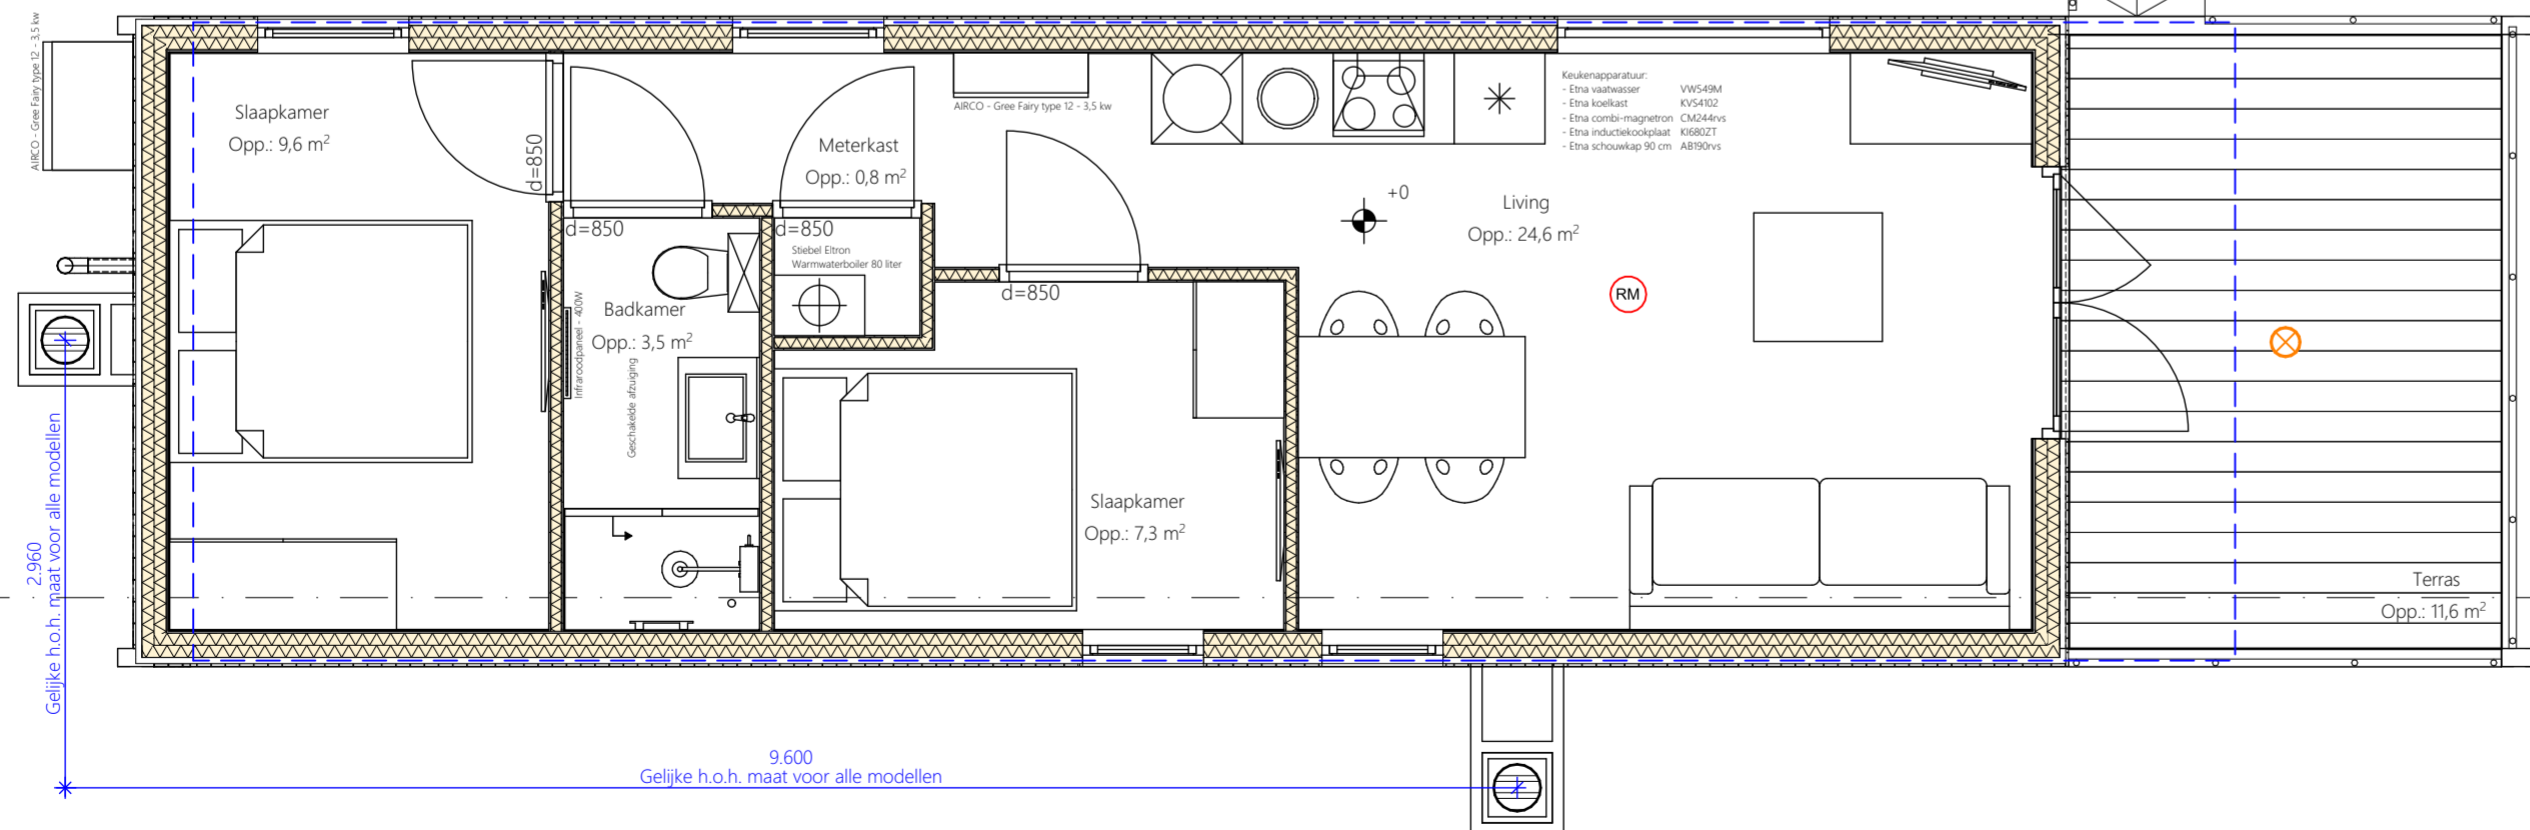 AIRCO - Gree Fairy type 12 - 3,5 kw
Slaapkamer
Opp.: 9,6 m²
d=850
d=850
Meterkast
Opp.: 0,8 m²
d=850
Stiebel Eltron
Warmwaterboiler 80 liter
AIRCO - Gree Fairy type 12 - 3,5 kw
d=850
Keukenapparatuur:
- Etna vaatwasser VW549M
- Etna koelkast KVS4102
- Etna combi-magnetron CM244rvs
- Etna inductiekookplaat KI680ZT
- Etna schouwkap 90 cm AB190rvs
+0
Living
Opp.: 24,6 m²
RM
Badkamer
Opp.: 3,5 m²
Infraroodpaneel - 400W
Geschakelde afzuiging
Slaapkamer
Opp.: 7,3 m²
Terras
Opp.: 11,6 m²
2.960
Gelijke h.o.h. maat voor alle modellen
9.600
Gelijke h.o.h. maat voor alle modellen